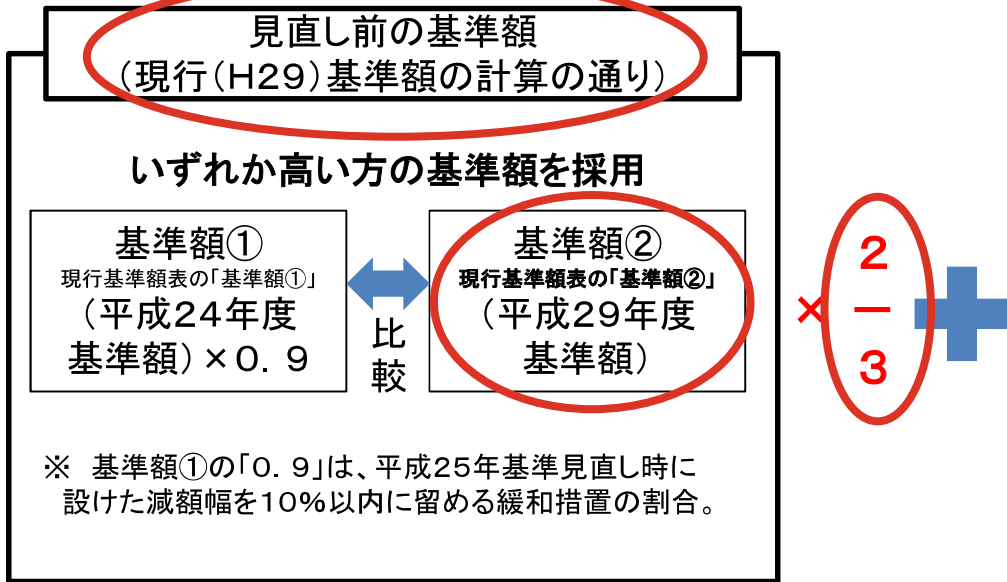 見直し前の基準額
(現行(H29)基準額の計算の通り)
いずれか高い方の基準額を採用
基準額①
現行基準額表の「基準額①」
(平成24年度
基準額)×0.9
比
較
基準額②
現行基準額表の「基準額②」
(平成29年度
基準額)
×
2
―
3
※ 基準額①の「0.9」は、平成25年基準見直し時に
設けた減額幅を10%以内に留める緩和措置の割合。